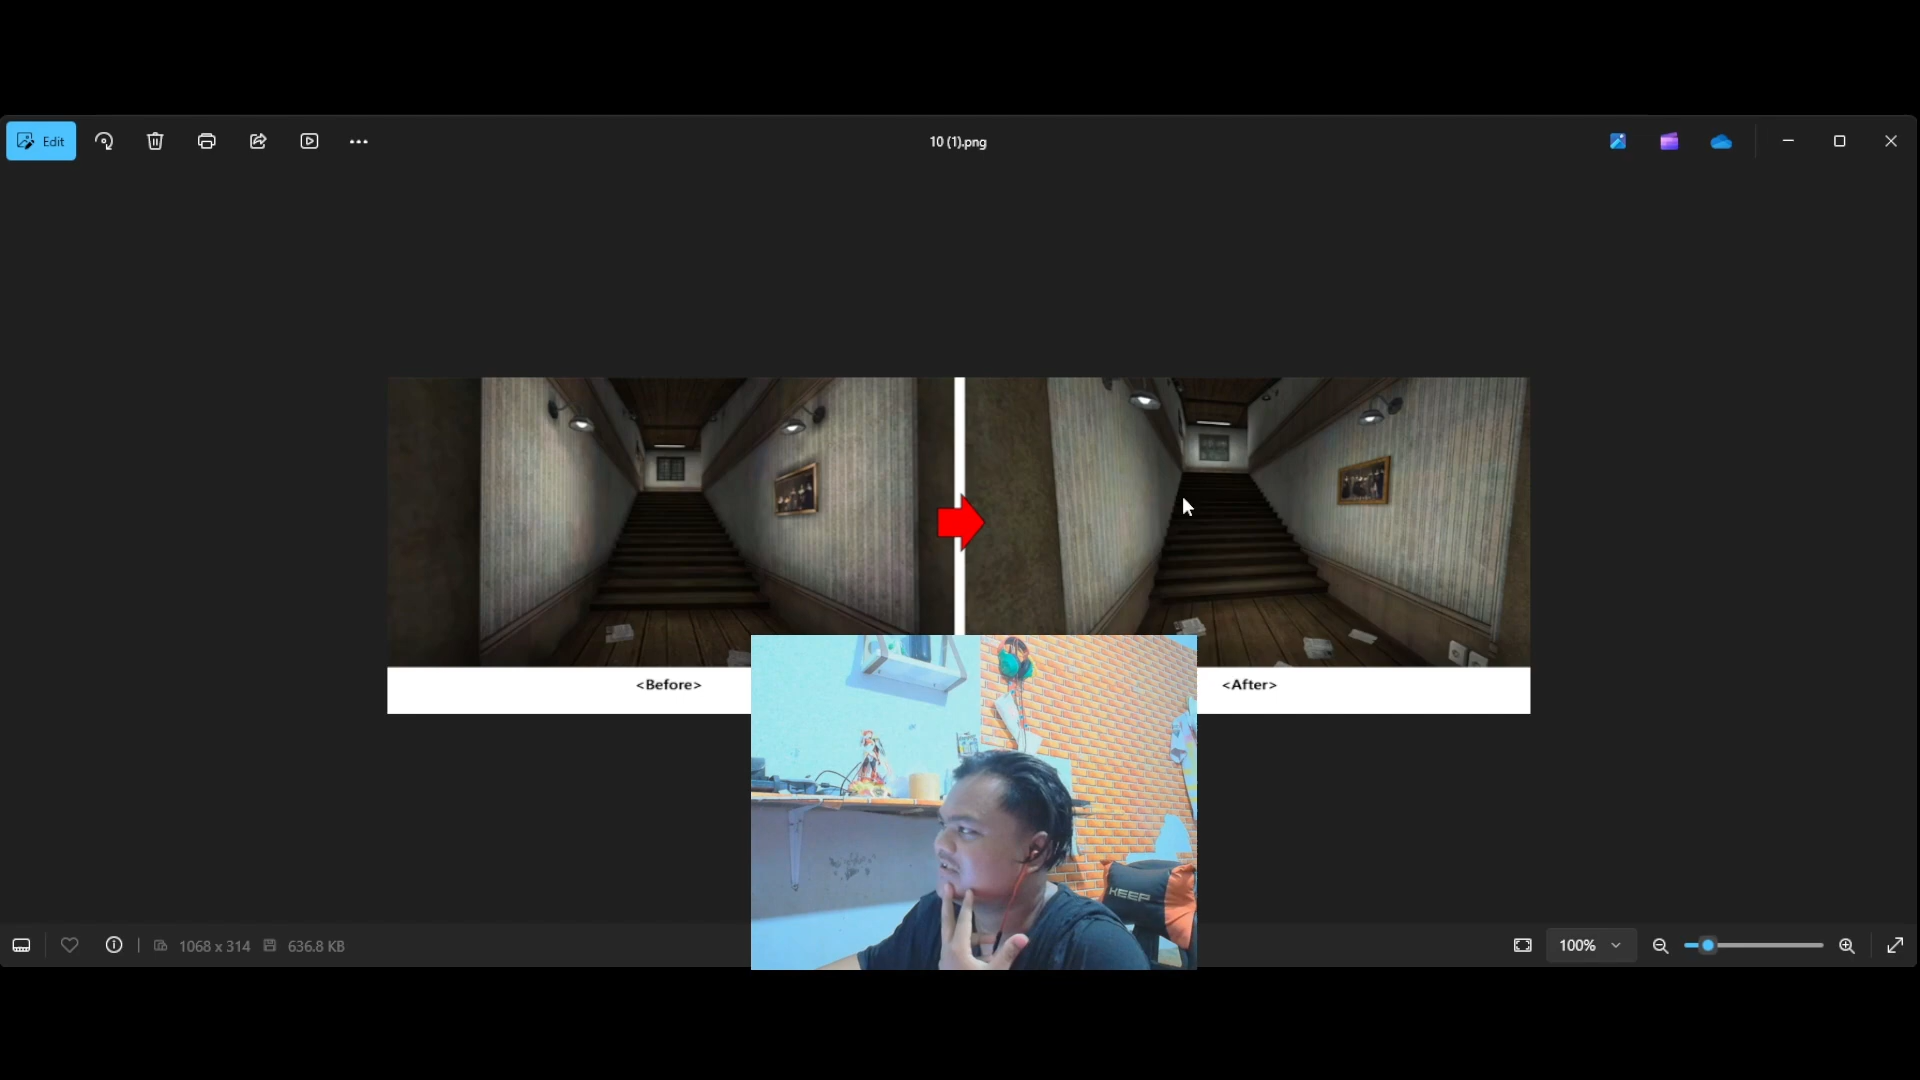 Edit
10 (1).png
<Before>
<After>
KEEP
1068 x 314
636.8 KB
100%